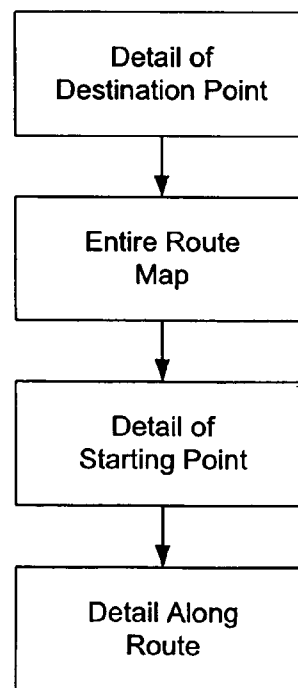 Detail of
Destination Point
Entire Route
Map
Detail of
Starting Point
Detail Along
Route